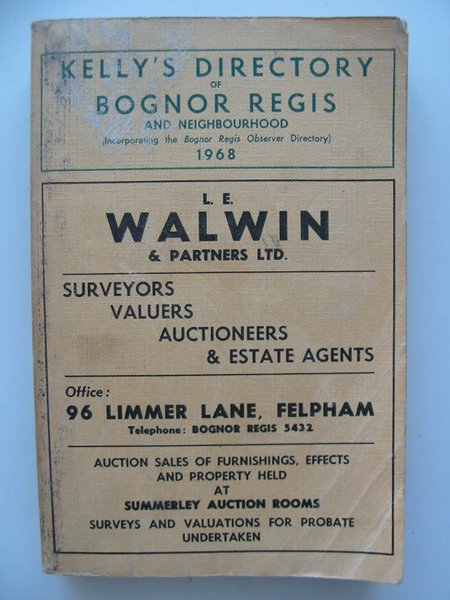 KELLY'S DIRECTORY
OF
BOGNOR REGIS
AND NEIGHBOURHOOD
(Incorporating the Bognor Regis Observer Directory)
1968
L. E.
WALWIN
& PARTNERS LTD.
SURVEYORS
VALUERS
AUCTIONEERS
& ESTATE AGENTS
Office:
96 LIMMER LANE, FELPHAM
Telephone: BOGNOR REGIS 5432
AUCTION SALES OF FURNISHINGS, EFFECTS
AND PROPERTY HELD
AT
SUMMERLEY AUCTION ROOMS
SURVEYS AND VALUATIONS FOR PROBATE
UNDERTAKEN